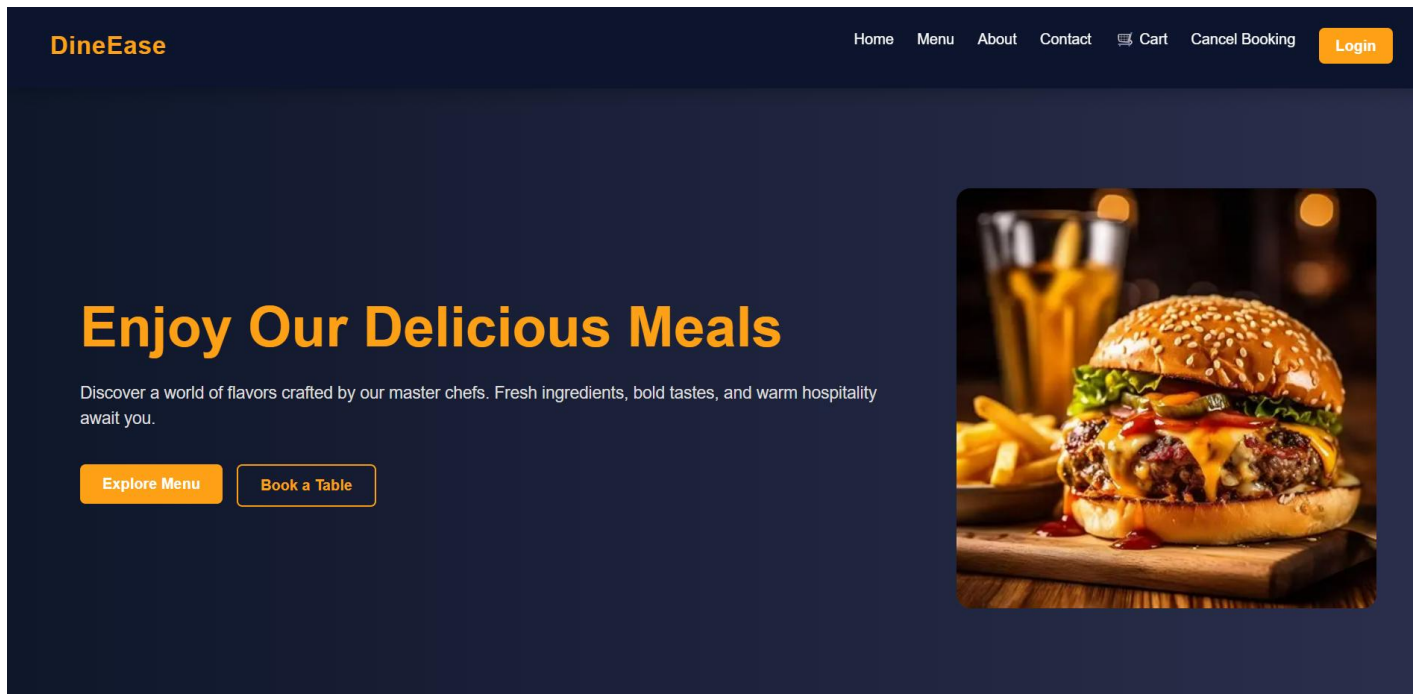 DineEase
Home Menu About Contact 🛒 Cart Cancel Booking Login
Enjoy Our Delicious Meals
Discover a world of flavors crafted by our master chefs. Fresh ingredients, bold tastes, and warm hospitality
await you.
Explore Menu Book a Table